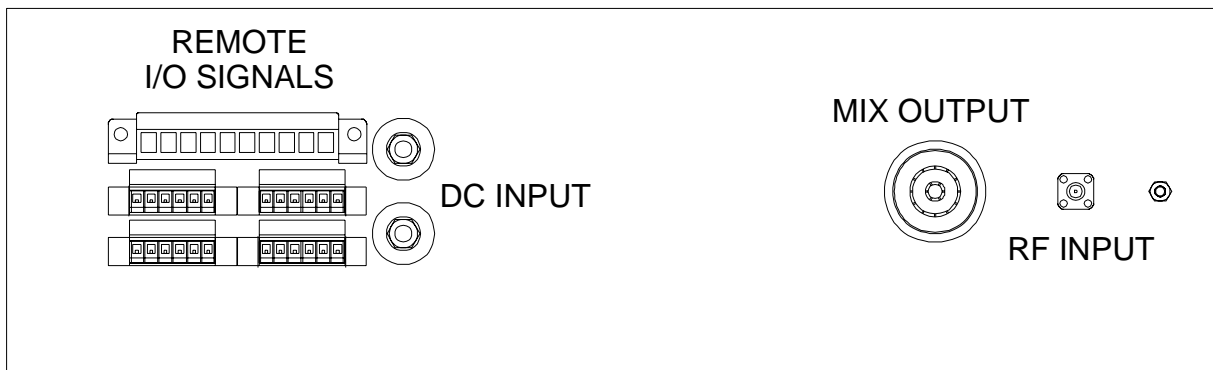 REMOTE
I/O SIGNALS
MIX OUTPUT
DC INPUT
RF INPUT